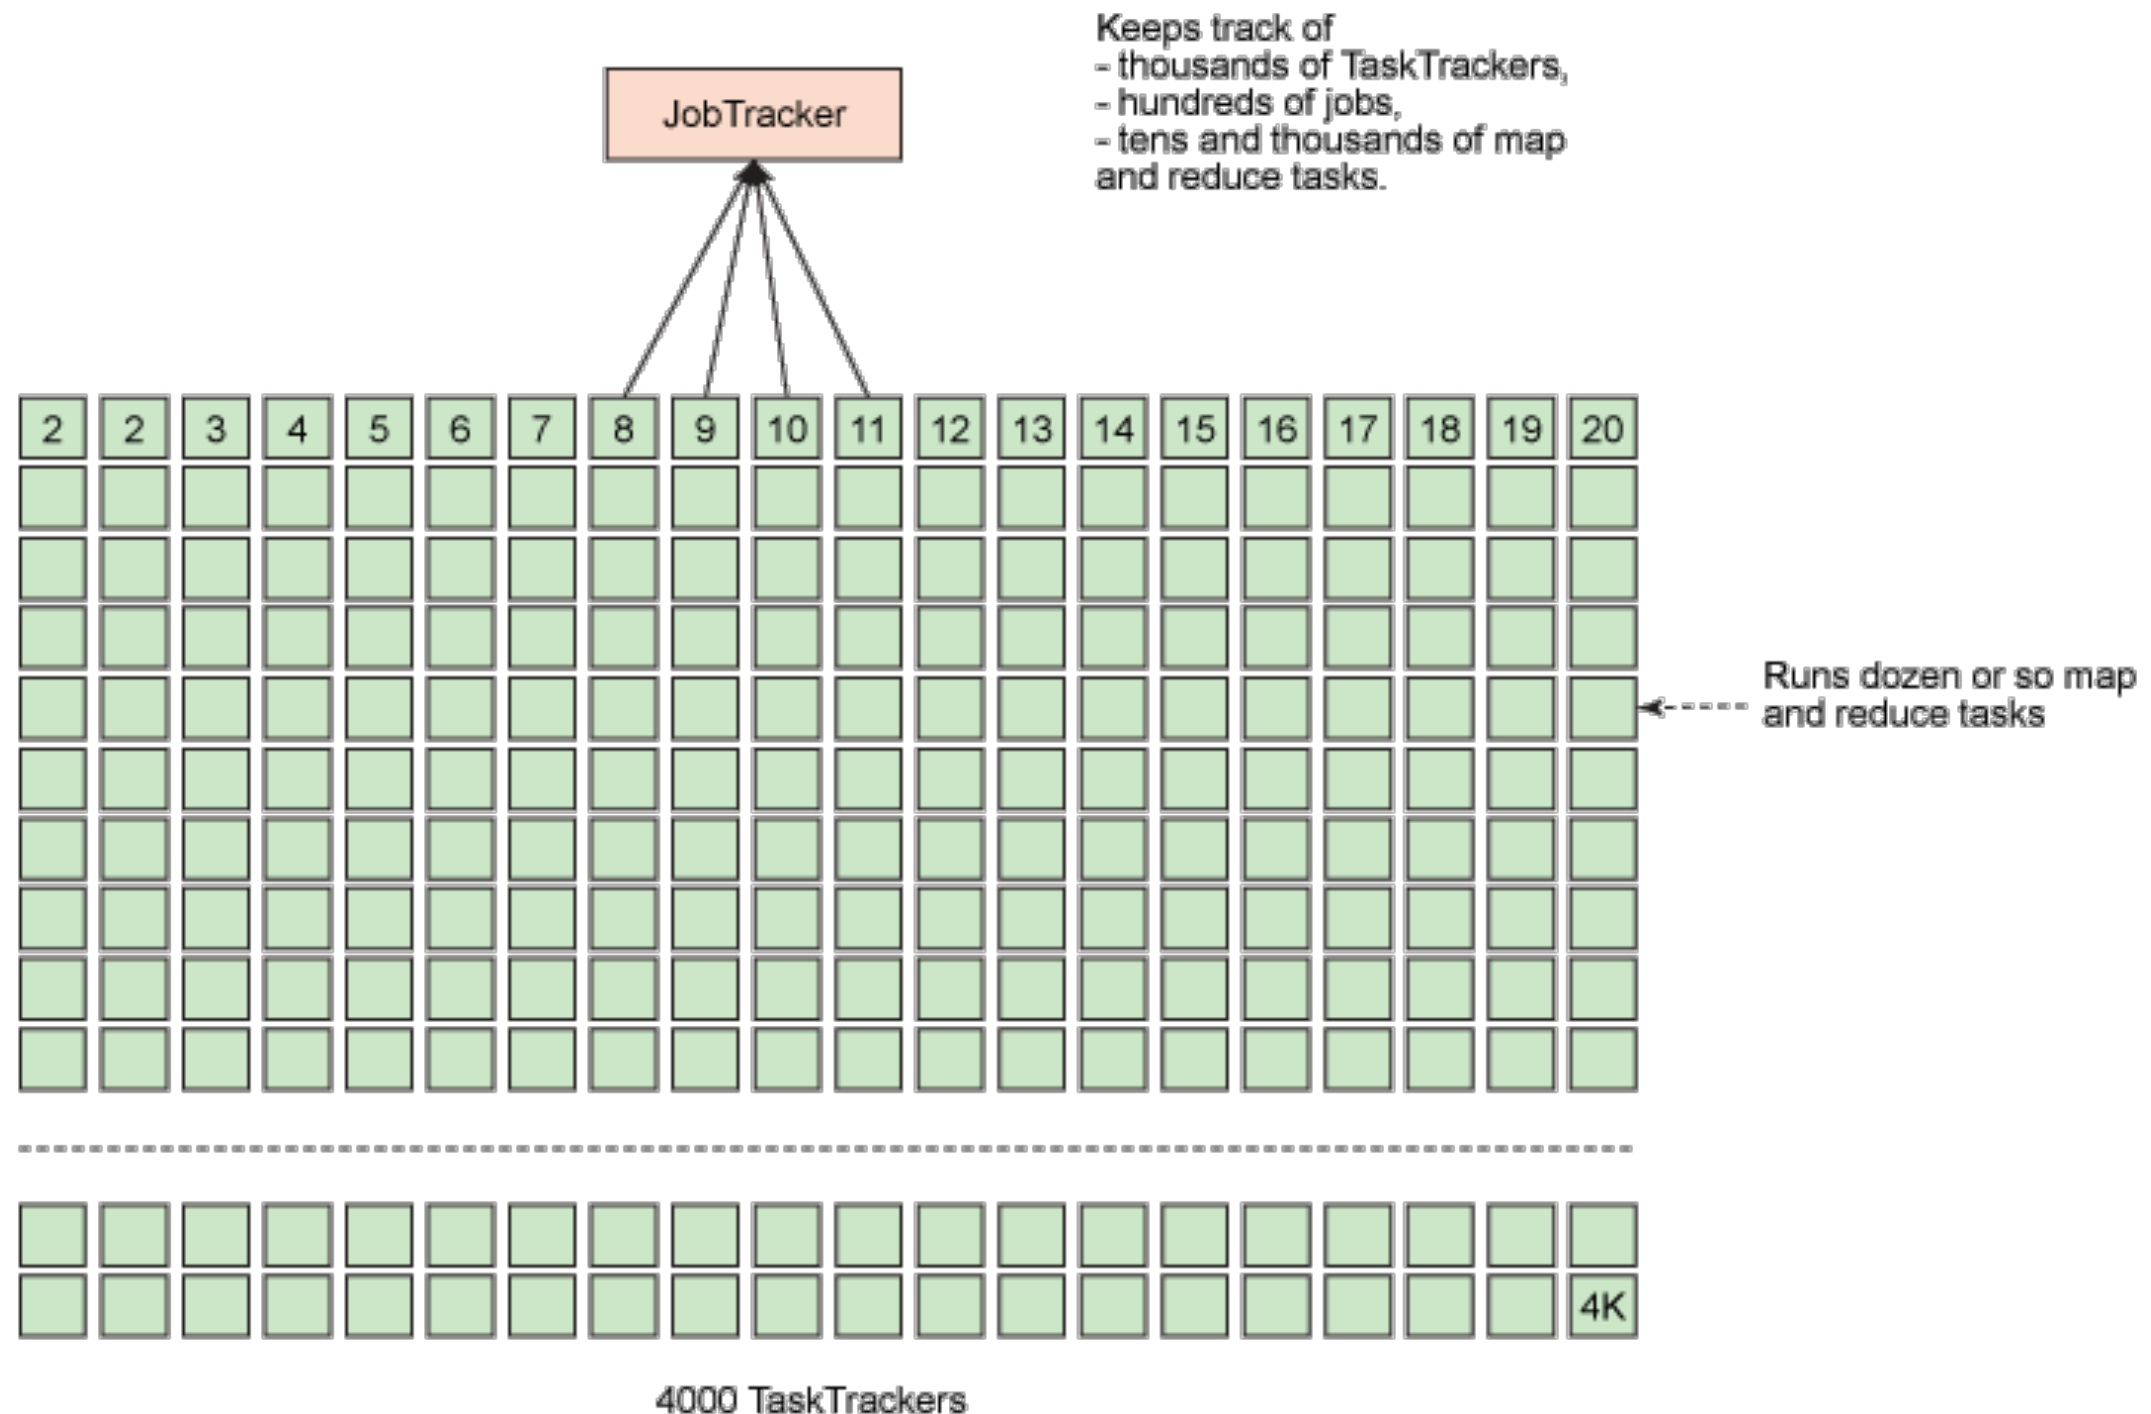 Keeps track of
- thousands of TaskTrackers,
- hundreds of jobs,
- tens and thousands of map
and reduce tasks.
JobTracker
2 2 3 4 5 6 7 8 9 10 11 12 13 14 15 16 17 18 19 20
Runs dozen or so map
and reduce tasks
4K
4000 TaskTrackers